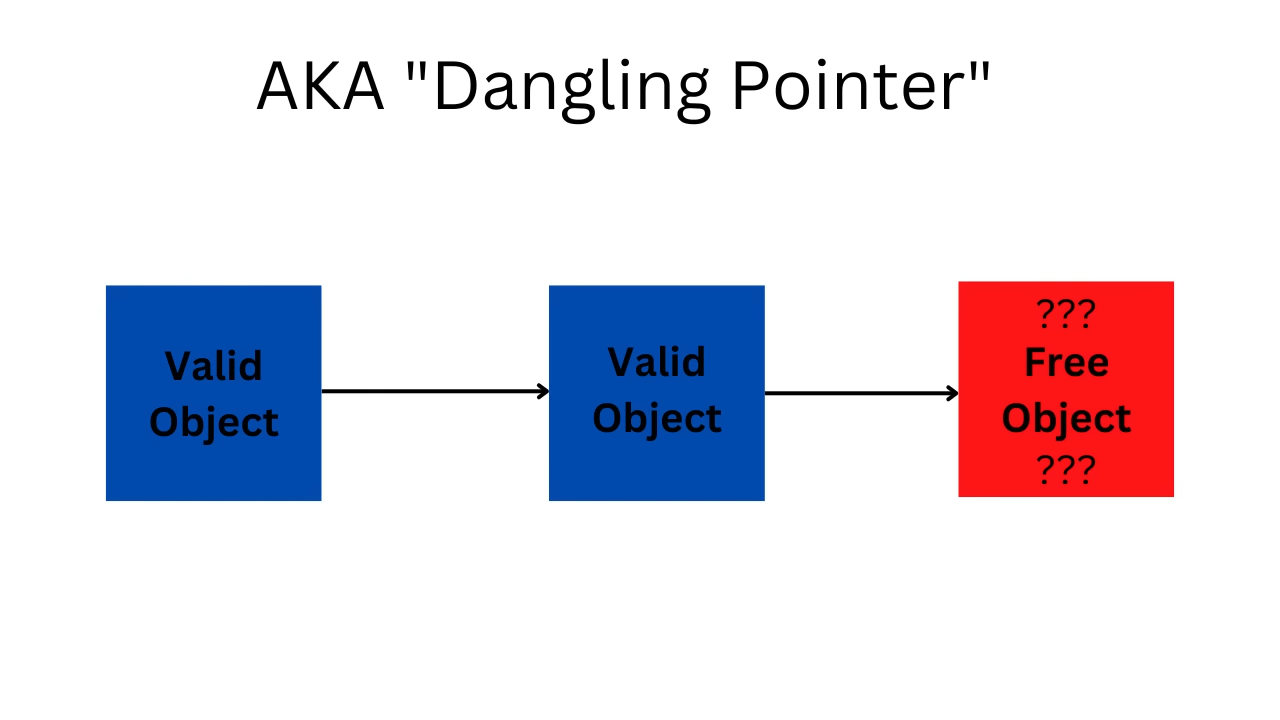 AKA "Dangling Pointer"
Valid
Object
Valid
Object
???
Free
Object
???